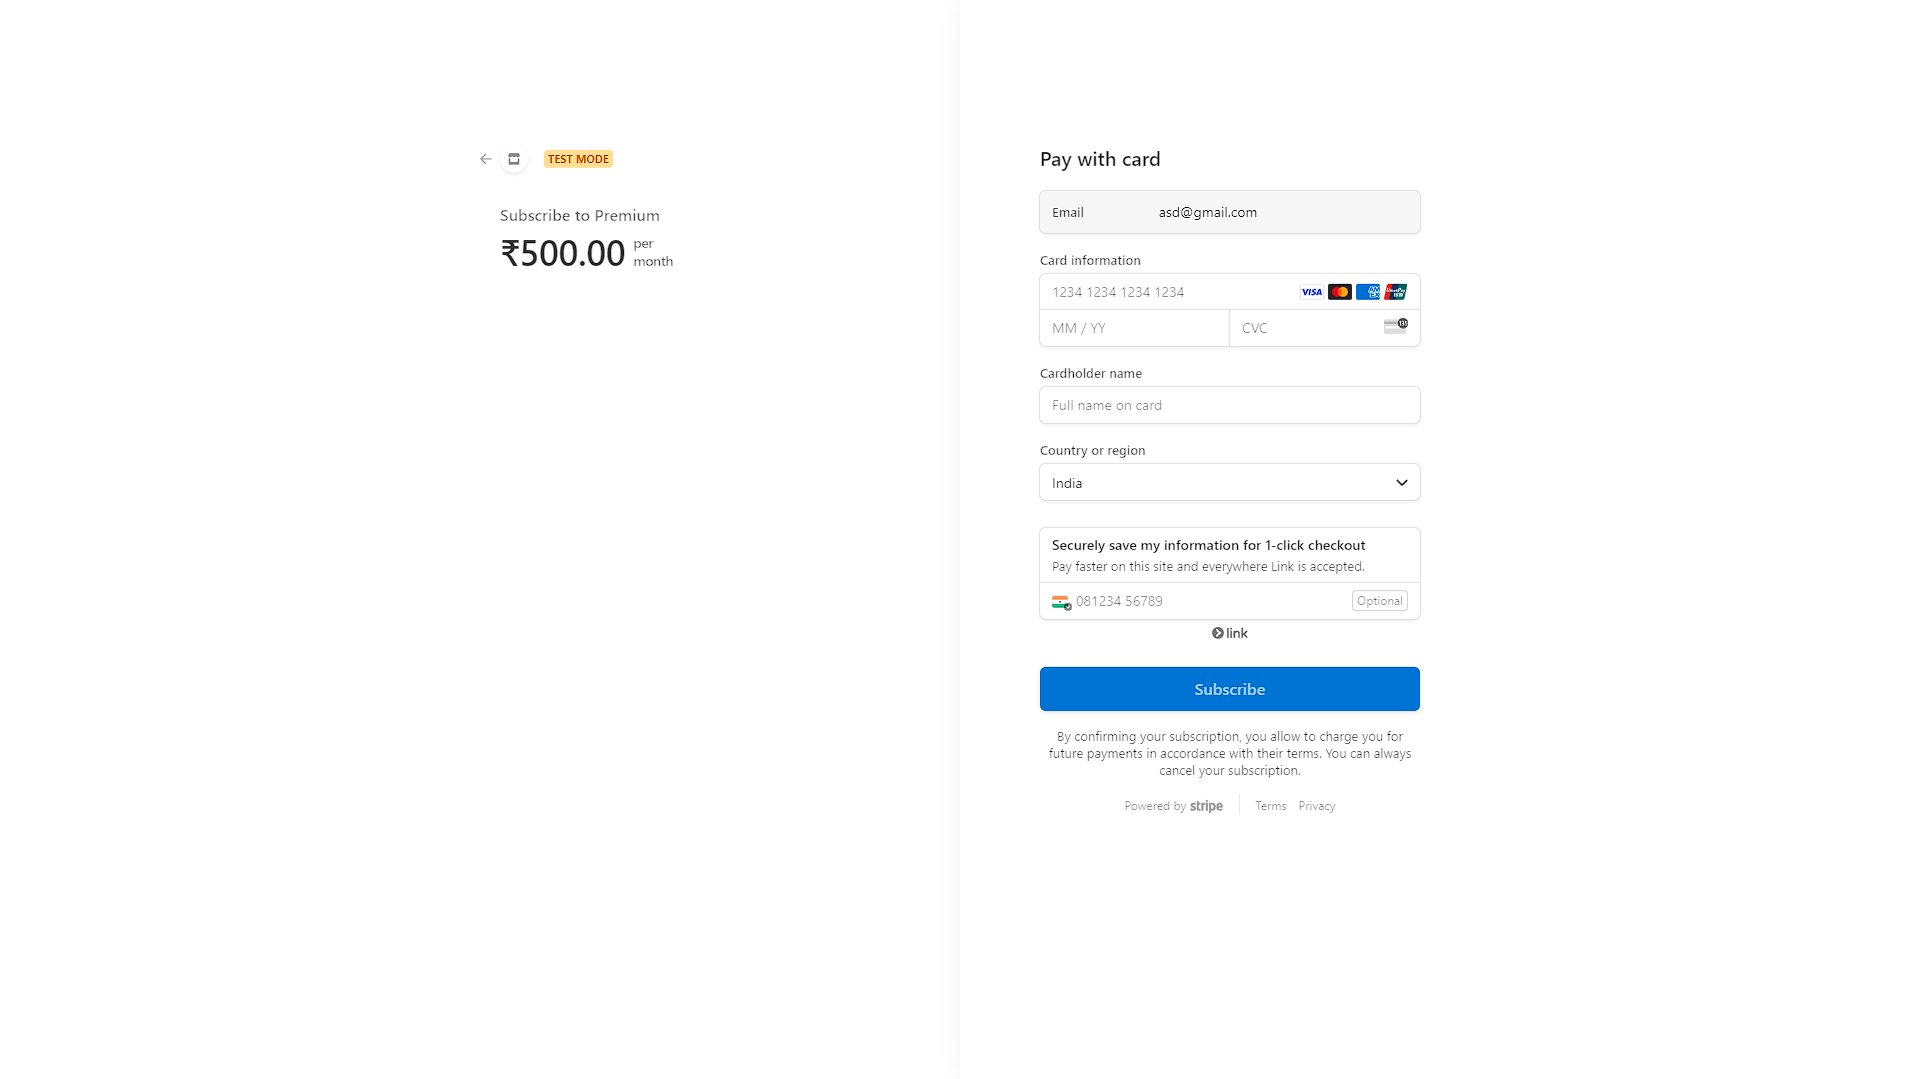 TEST MODE
Subscribe to Premium
₹500.00 per month
Pay with card
Email asd@gmail.com
Card information
1234 1234 1234 1234 VISA
MM / YY CVC
Cardholder name
Full name on card
Country or region
India
Securely save my information for 1-click checkout
Pay faster on this site and everywhere Link is accepted.
081234 56789 Optional
link
Subscribe
By confirming your subscription, you allow to charge you for
future payments in accordance with their terms. You can always
cancel your subscription.
Powered by stripe Terms Privacy